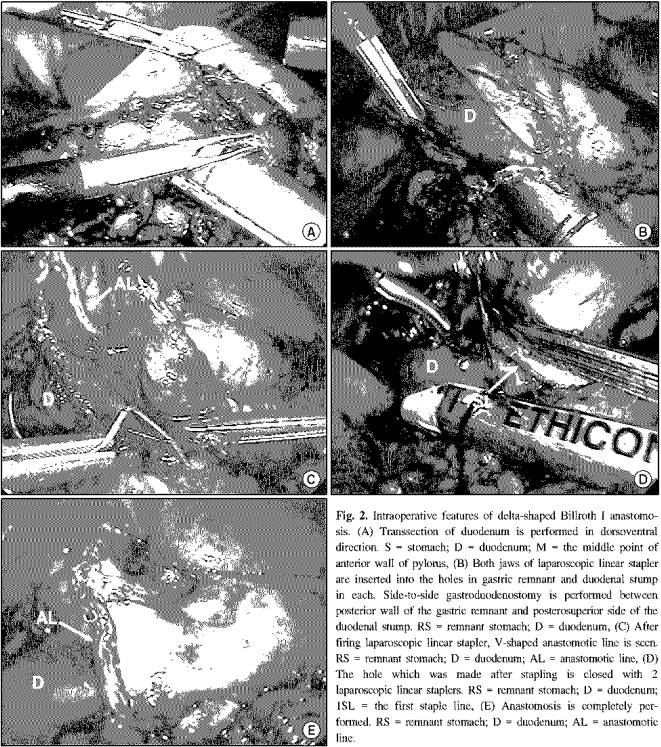 A
D
B
AL
D
C
D
SL
ETHICON
D
AL
D
E
Fig. 2. Intraoperative features of delta-shaped Billroth I anastomo-
sis. (A) Transsection of duodenum is performed in dorsoventral
direction. S = stomach; D = duodenum; M = the middle point of
anterior wall of pylorus, (B) Both jaws of laparoscopic linear stapler
are inserted into the holes in gastric remnant and duodenal stump
in each. Side-to-side gastroduodenostomy is performed between
posterior wall of the gastric remnant and posterosuperior side of the
duodenal stump. RS = remnant stomach; D = duodenum, (C) After
firing laparoscopic linear stapler, V-shaped anastomotic line is seen.
RS = remnant stomach; D = duodenum; AL = anastomotic line, (D)
The hole which was made after stapling is closed with 2
laparoscopic linear staplers. RS = remnant stomach; D = duodenum;
1SL = the first staple line, (E) Anastomosis is completely per-
formed. RS = remnant stomach; D = duodenum; AL = anastomotic
line.